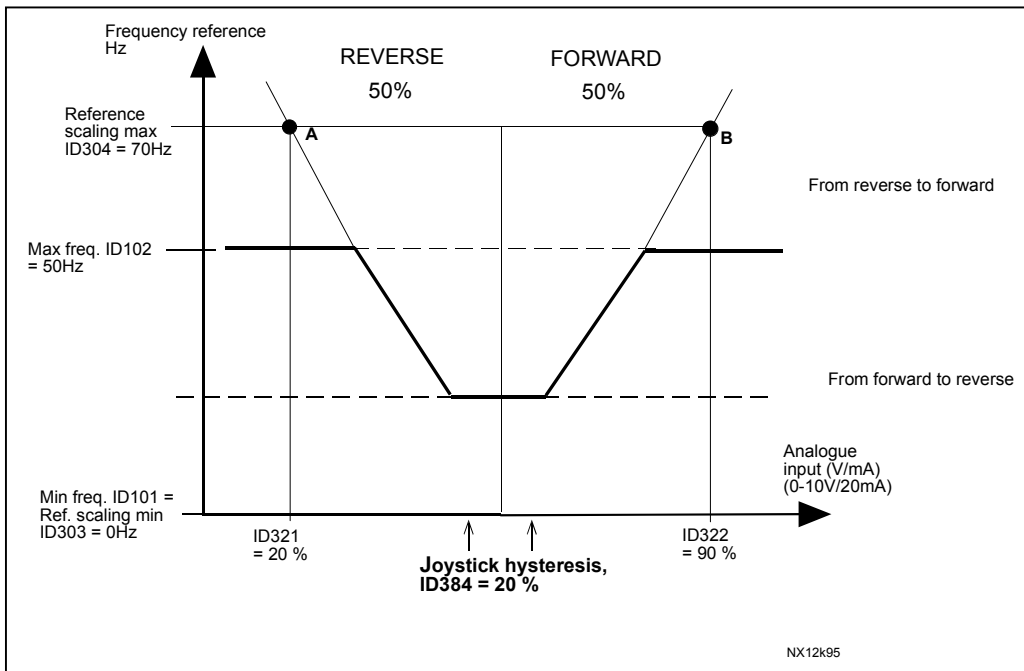 Frequency reference
Hz
REVERSE
50%
FORWARD
50%
Reference
scaling max
ID304 = 70Hz
A
B
From reverse to forward
Max freq. ID102
= 50Hz
From forward to reverse
Analogue
input (V/mA)
(0-10V/20mA)
Min freq. ID101 =
Ref. scaling min
ID303 = 0Hz
ID321
= 20 %
ID322
= 90 %
Joystick hysteresis,
ID384 = 20 %
NX12k95